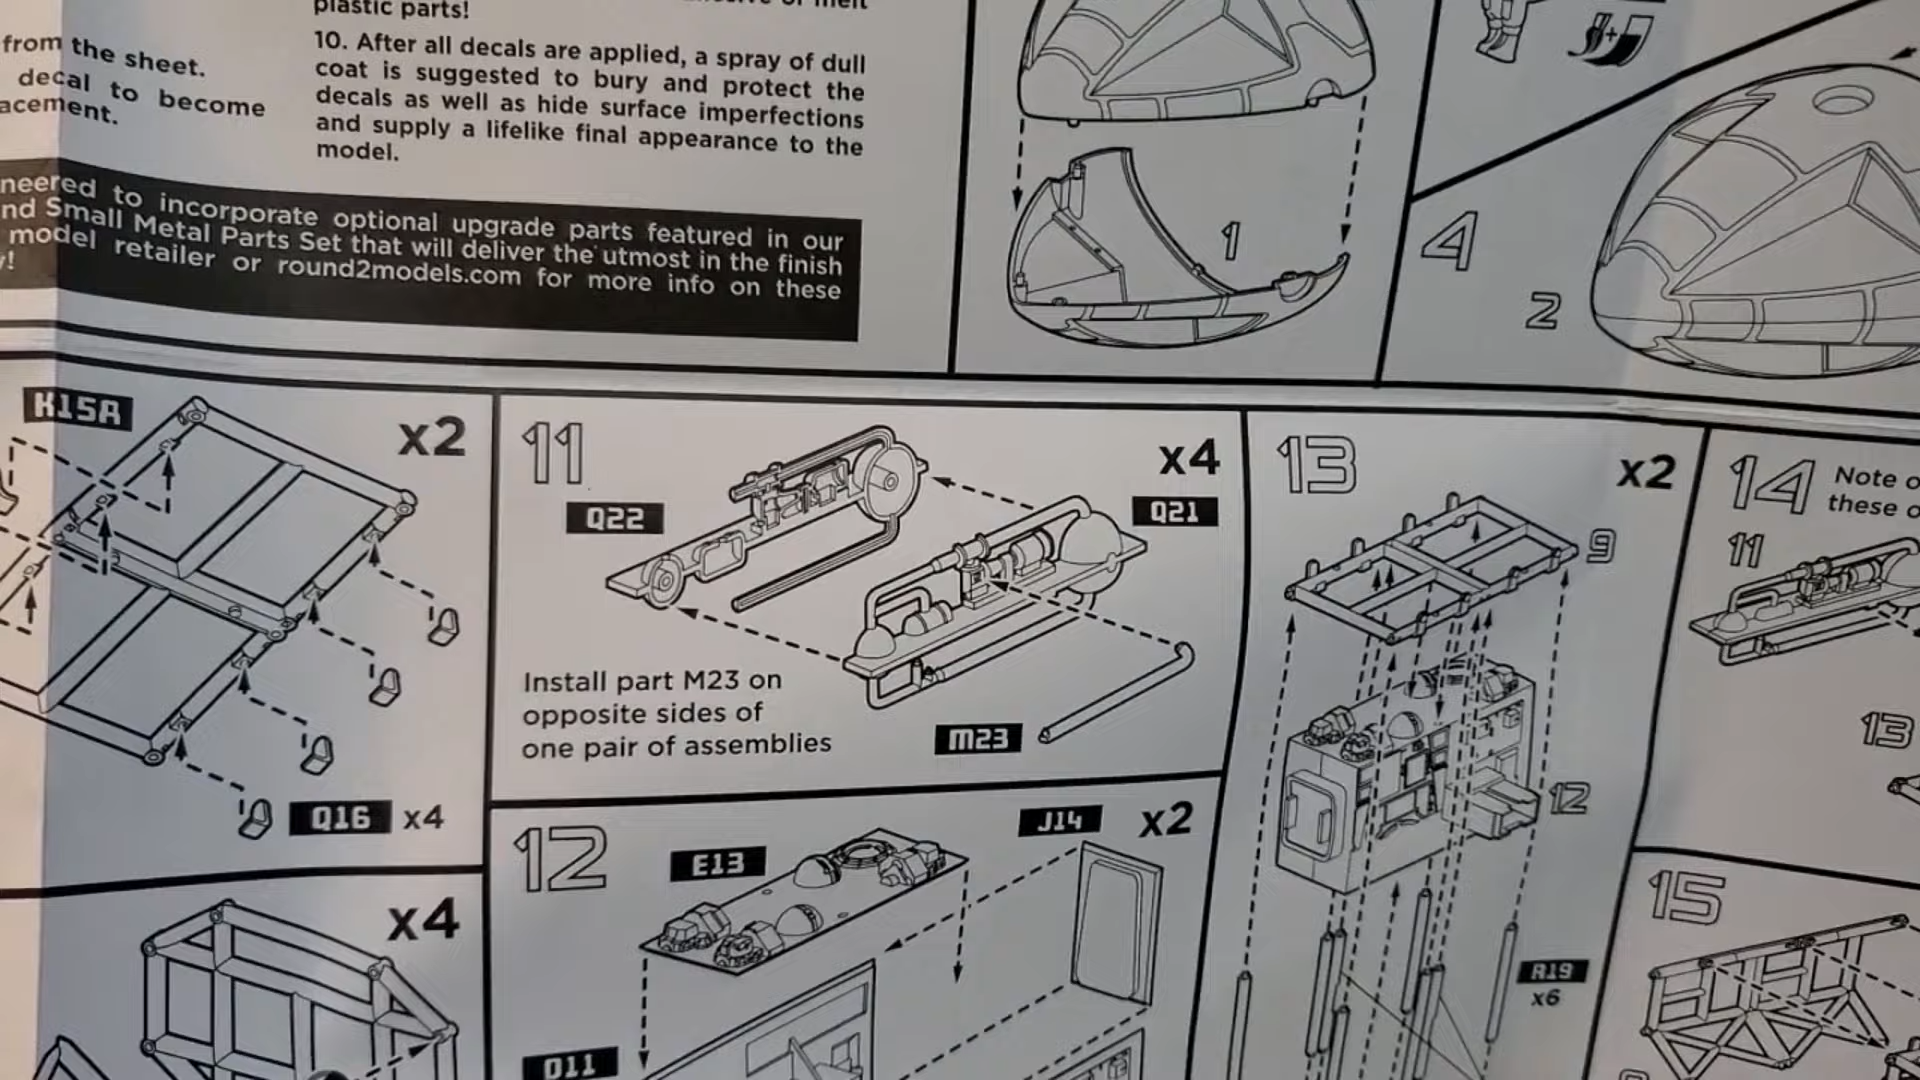 plastic parts!
from the sheet.
decal to become
10. After all decals are applied, a spray of dull
coat is suggested to bury and protect the
decals as well as hide surface imperfections
and supply a lifelike final appearance to the
model.
to incorporate optional upgrade parts featured in our
Small Metal Parts Set that will deliver the utmost in the finish
model retailer or round2models.com for more info on these
1
4
2
K15A
x2
Q16 x4
x4
11
x4
Q22
Q21
Install part M23 on
opposite sides of
one pair of assemblies
M23
12
E13
J14
x2
Q11
13
x2
9
12
R19
x6
14
Note
these
11
13
15